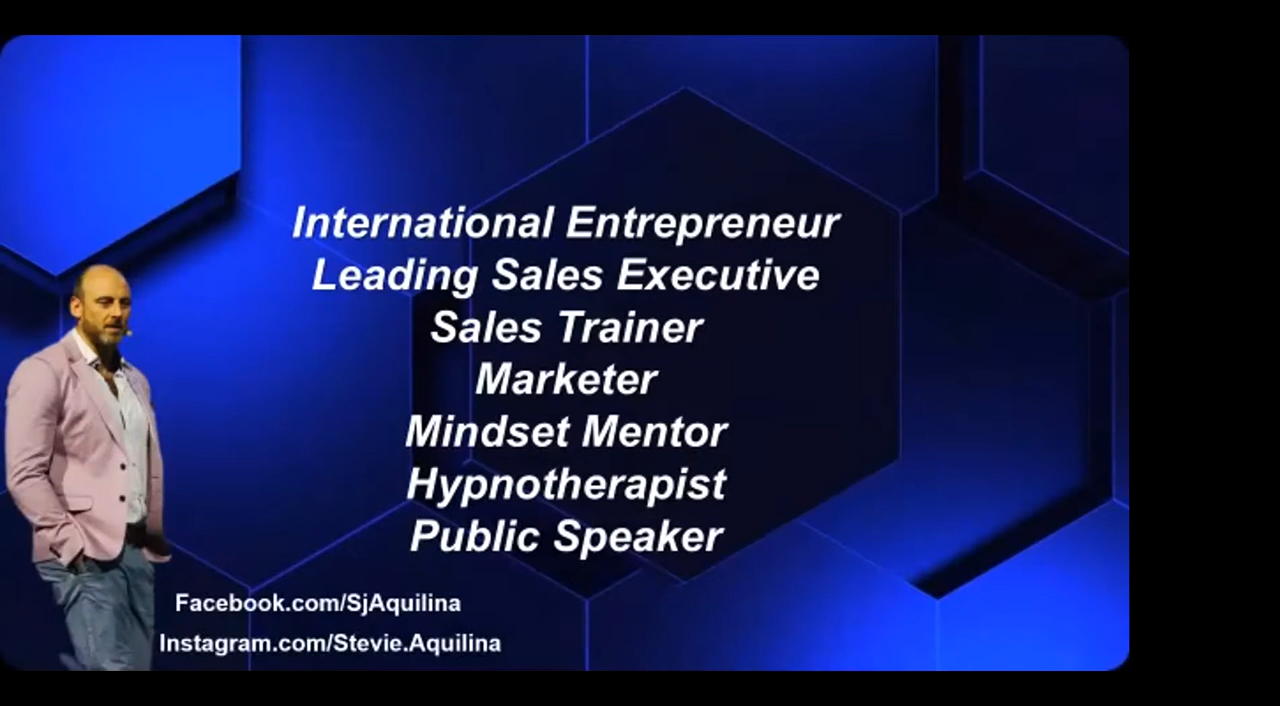 International Entrepreneur
Leading Sales Executive
Sales Trainer
Marketer
Mindset Mentor
Hypnotherapist
Public Speaker
Facebook.com/SjAquilina
Instagram.com/Stevie.Aquilina